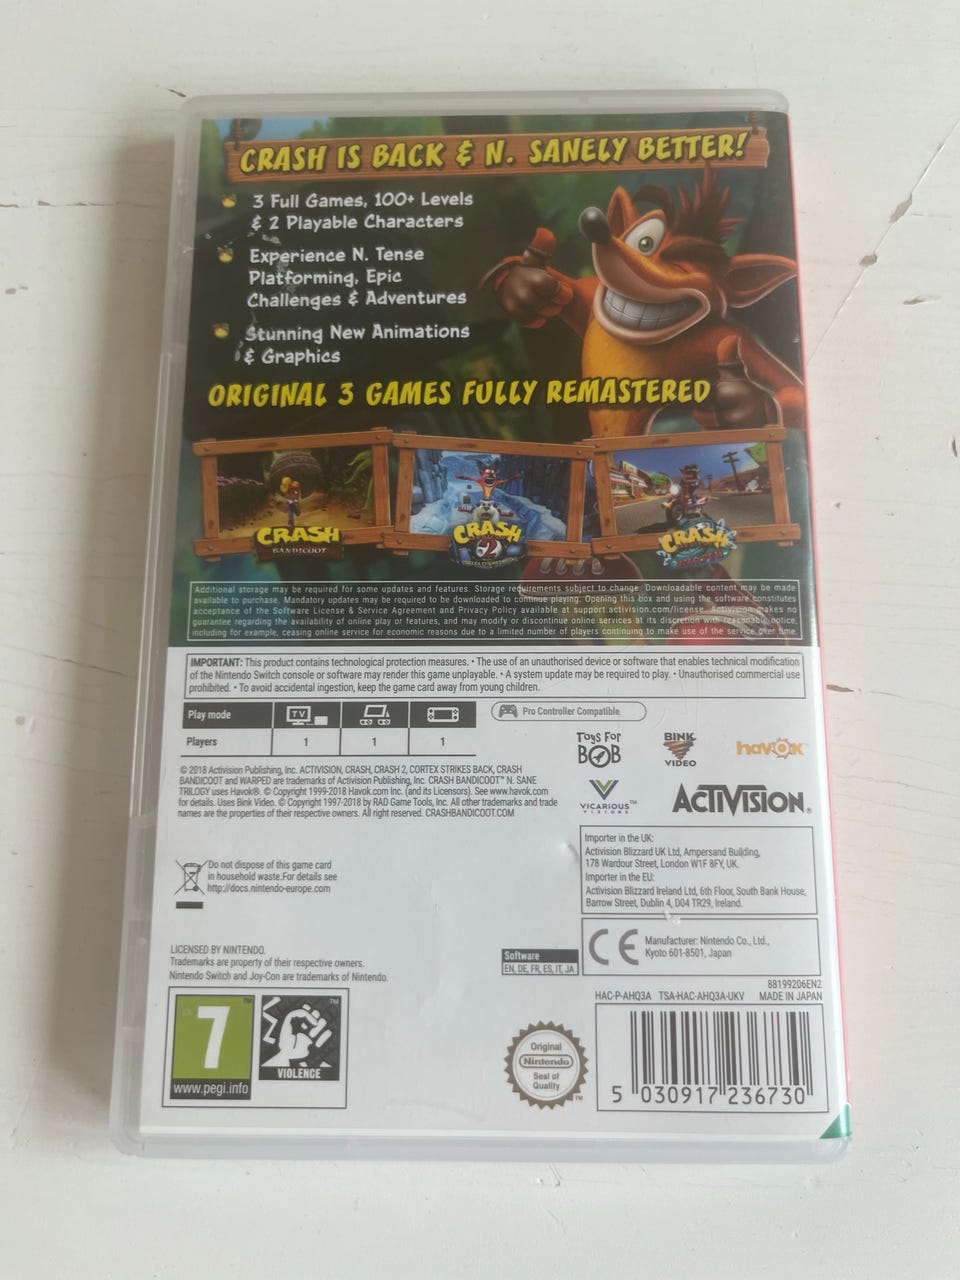 CRASH IS BACK & N. SANELY BETTER!
3 Full Games, 100+ Levels
& 2 Playable Characters
Experience N. Tense
Platforming, Epic
Challenges & Adventures
Stunning New Animations
& Graphics
ORIGINAL 3 GAMES FULLY REMASTERED
CRASH
BANDICOOT
CRASH
2
CRASH
Additional storage may be required for some updates and features. Storage requirements subject to change. Downloadable content may be made
available to purchase. Mandatory updates may be required to be downloaded to continue playing. Opening this box and using the software constitutes
acceptance of the Software License & Service Agreement and Privacy Policy available at support.activision.com/license. Activision makes no
guarantee regarding the availability of online play or features, and may modify or discontinue online services at its discretion with reasonable notice,
including for example, ceasing online service for economic reasons due to a limited number of players continuing to make use of the service over time.
IMPORTANT: This product contains technological protection measures. • The use of an unauthorised device or software that enables technical modification
of the Nintendo Switch console or software may render this game unplayable. • A system update may be required to play. • Unauthorised commercial use
prohibited. • To avoid accidental ingestion, keep the game card away from young children.
Play mode TV
Players 1 1 1
Pro Controller Compatible
TOYS FOR
BOB
BINK
VIDEO
havok
VICARIOUS™
VISIONS
ACTIVISION®
© 2018 Activision Publishing, Inc. ACTIVISION, CRASH, CRASH 2, CORTEX STRIKES BACK, CRASH
BANDICOOT and WARPED are trademarks of Activision Publishing, Inc. CRASH BANDICOOT™ N. SANE
TRILOGY uses Havok®. © Copyright 1999-2018 Havok.com Inc. (and its Licensors). See www.havok.com
for details. Uses Bink Video. © Copyright 1997-2018 by RAD Game Tools, Inc. All other trademarks and trade
names are the properties of their respective owners. All right reserved. CRASHBANDICOOT.COM
Importer in the UK:
Activision Blizzard UK Ltd, Ampersand Building,
178 Wardour Street, London W1F 8FY, UK.
Importer in the EU:
Activision Blizzard Ireland Ltd, 6th Floor, South Bank House,
Barrow Street, Dublin 4, D04 TR29, Ireland.
Do not dispose of this game card
in household waste.For details see
http://docs.nintendo-europe.com
CE
Manufacturer: Nintendo Co., Ltd.,
Kyoto 601-8501, Japan
LICENSED BY NINTENDO.
Trademarks are property of their respective owners.
Nintendo Switch and Joy-Con are trademarks of Nintendo.
Software
EN, DE, FR, ES, IT, JA
88199206EN2
HAC-P-AHQ3A TSA-HAC-AHQ3A-UKV MADE IN JAPAN
7™
www.pegi.info
™
VIOLENCE
Original
Nintendo
Seal of
Quality
™
5 030917 236730